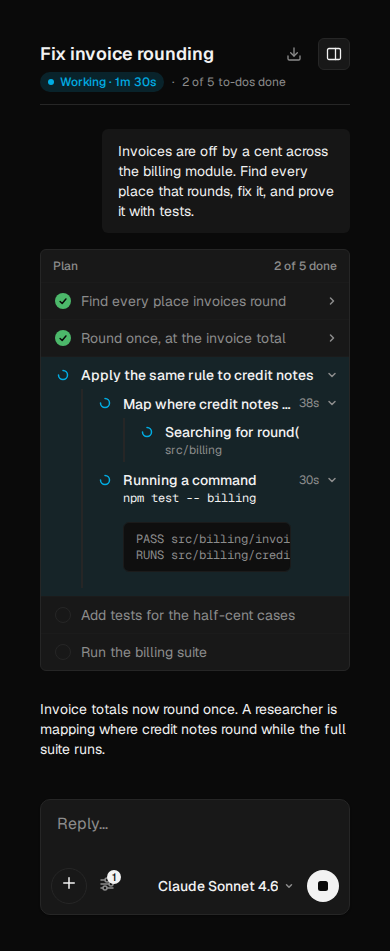 Fix invoice rounding
Working · 1m 30s · 2 of 5 to-dos done
Invoices are off by a cent across
the billing module. Find every
place that rounds, fix it, and prove
it with tests.
Plan 2 of 5 done
Find every place invoices round
Round once, at the invoice total
Apply the same rule to credit notes
Map where credit notes ... 38s
Searching for round(
src/billing
Running a command 30s
npm test -- billing
PASS src/billing/invoi
RUNS src/billing/credi
Add tests for the half-cent cases
Run the billing suite
Invoice totals now round once. A researcher is
mapping where credit notes round while the full
suite runs.
Reply...
1
Claude Sonnet 4.6